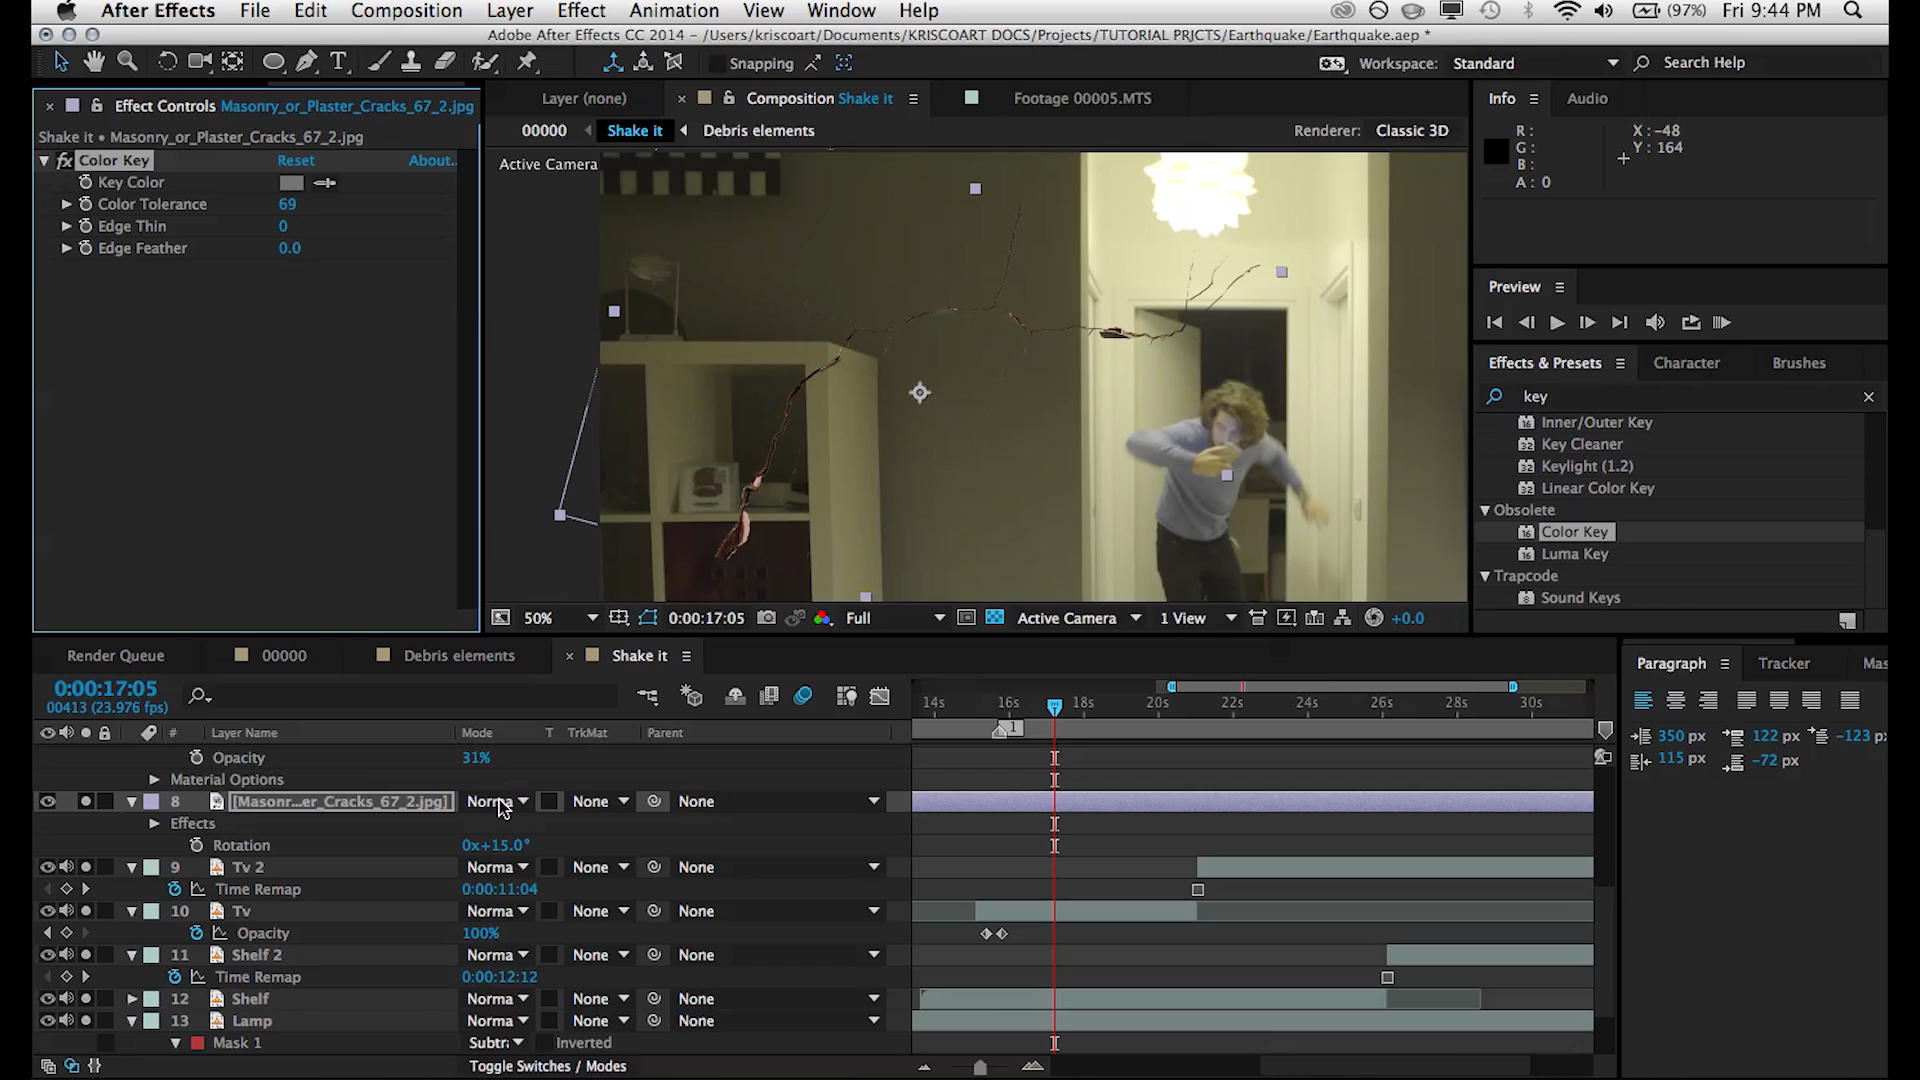 After Effects File Edit Composition Layer Effect Animation View Window Help (97%) Fri 9:44 PM
Adobe After Effects CC 2014 - /Users/kriscoart/Documents/KRISCOART DOCS/Projects/TUTORIAL PRJCTS/Earthquake/Earthquake.aep *
Snapping Workspace: Standard Search Help
Effect Controls Masonry_or_Plaster_Cracks_67_2.jpg
Shake it • Masonry_or_Plaster_Cracks_67_2.jpg
fx Color Key Reset About..
Key Color
Color Tolerance 69
Edge Thin 0
Edge Feather 0.0
Layer (none) Composition Shake it Footage 00005.MTS
00000 Shake it Debris elements Renderer: Classic 3D
Active Camera
50% 0:00:17:05 Full Active Camera 1 View +0.0
Info Audio
R: X: -48
G: Y: 164
B:
A: 0
Preview
Effects & Presets Character Brushes
key
Inner/Outer Key
Key Cleaner
Keylight (1.2)
Linear Color Key
Obsolete
Color Key
Luma Key
Trapcode
Sound Keys
Render Queue 00000 Debris elements Shake it
0:00:17:05
00413 (23.976 fps)
14s 16s 18s 20s 22s 24s 26s 28s 30s
1
# Layer Name Mode T TrkMat Parent
Opacity 31%
Material Options
8 [Masonr...er_Cracks_67_2.jpg] Norma None None
Effects
Rotation 0x+15.0°
9 Tv 2 Norma None None
Time Remap 0:00:11:04
10 Tv Norma None None
Opacity 100%
11 Shelf 2 Norma None None
Time Remap 0:00:12:12
12 Shelf Norma None None
13 Lamp Norma None None
Mask 1 Subtr Inverted
Toggle Switches / Modes
Paragraph Tracker Mas
350 px 122 px -123 p
115 px -72 px